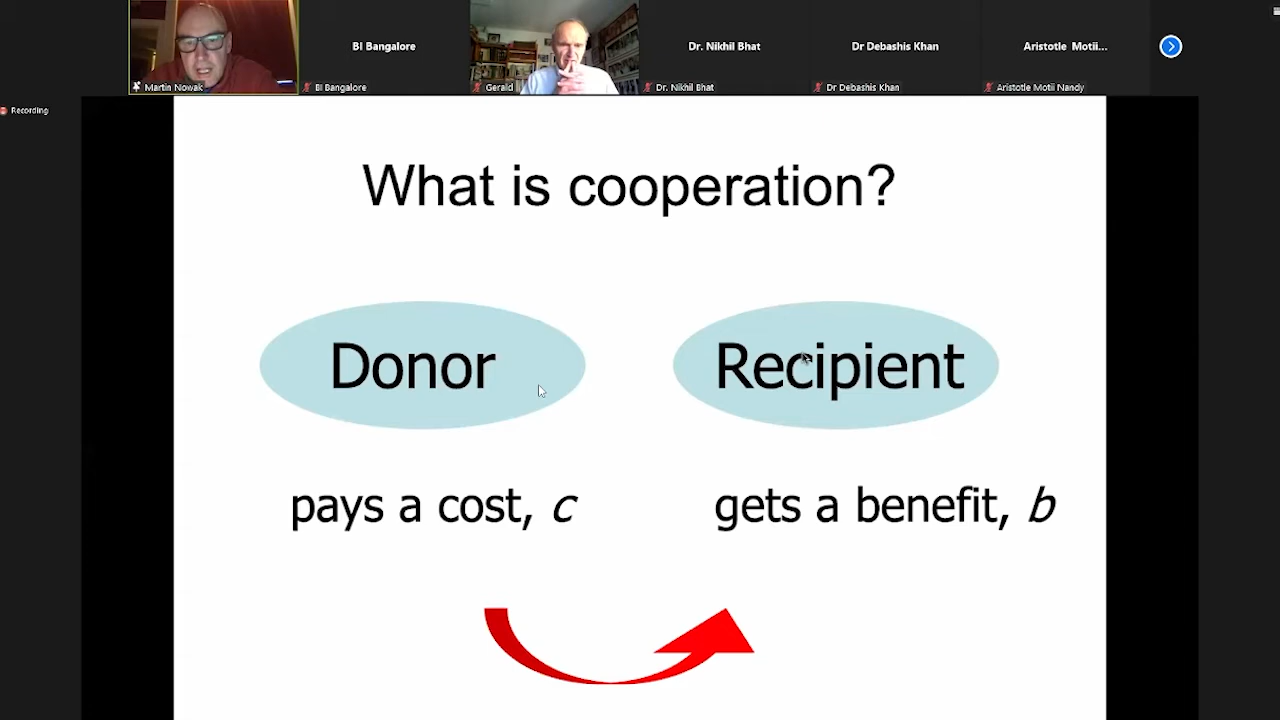 BI Bangalore
Dr. Nikhil Bhat
Dr Debashis Khan
Aristotle Motii...
Martin Nowak
BI Bangalore
Gerald
Dr. Nikhil Bhat
Dr Debashis Khan
Aristotle Motii Nandy
Recording
What is cooperation?
Donor
Recipient
pays a cost, c
gets a benefit, b